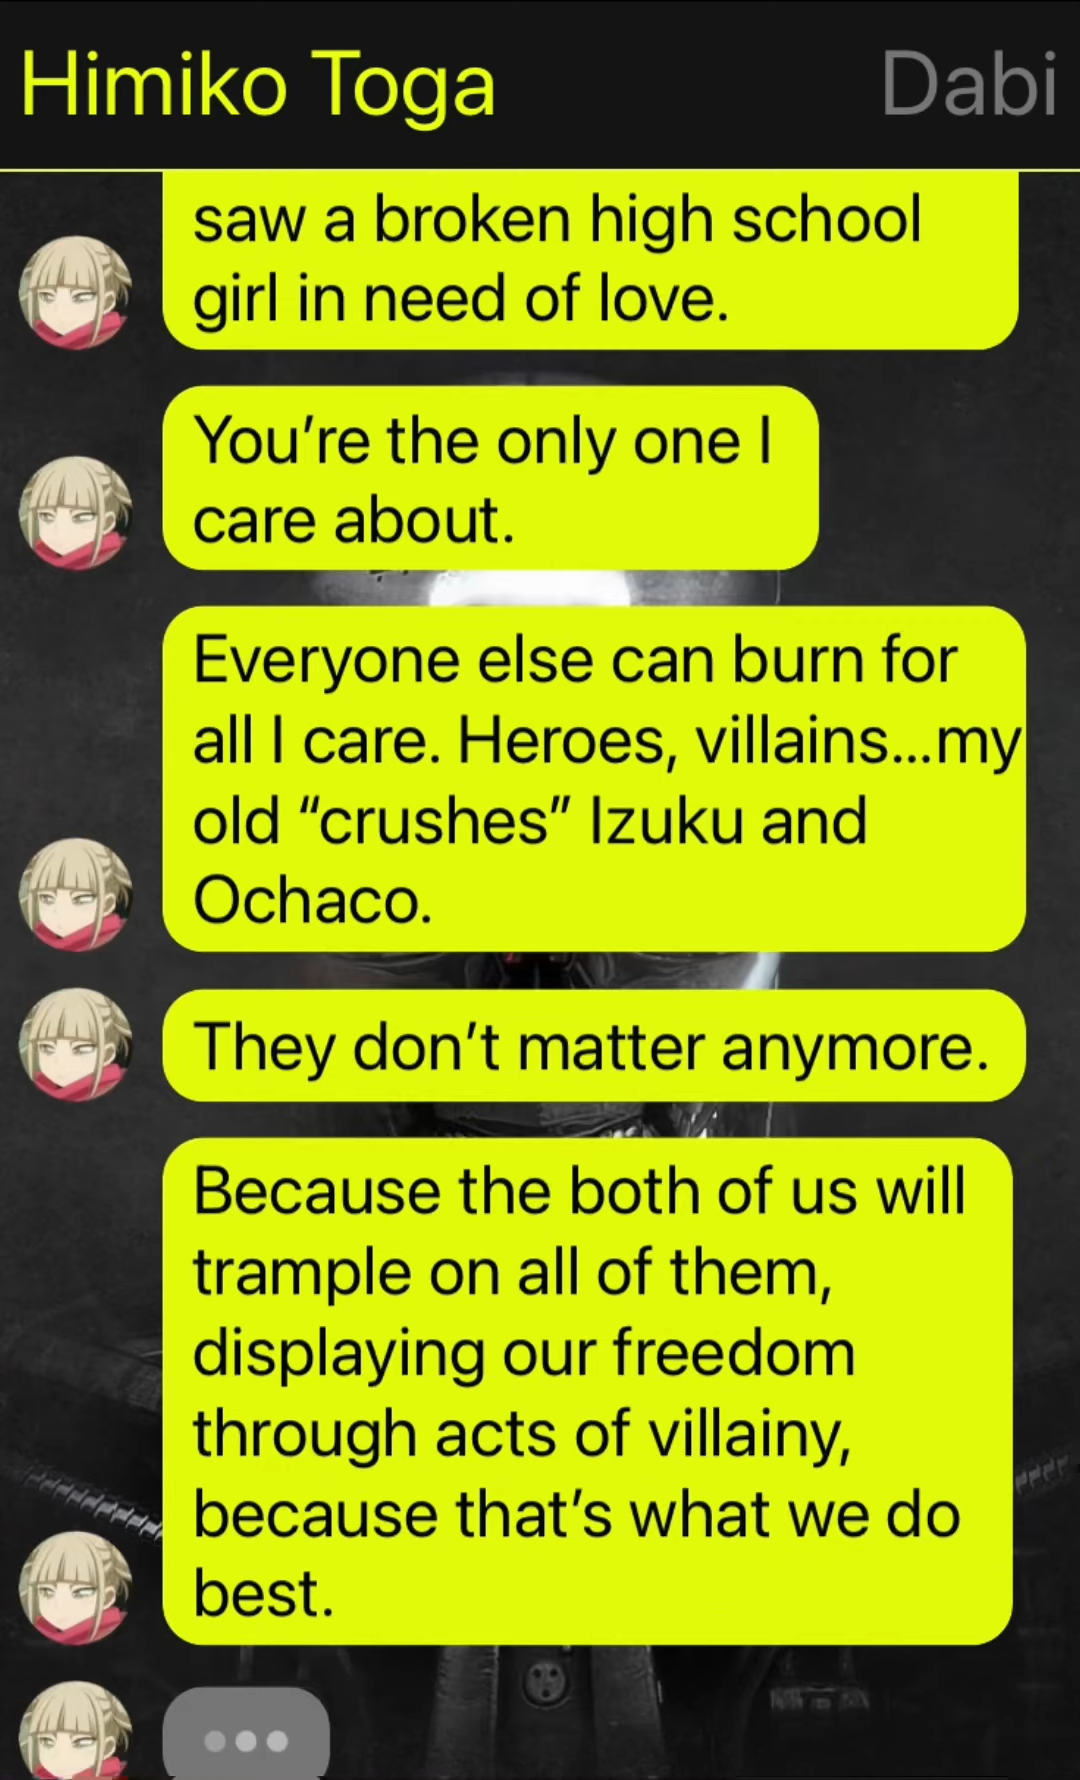 Himiko Toga Dabi
saw a broken high school
girl in need of love.
You’re the only one I
care about.
Everyone else can burn for
all I care. Heroes, villains...my
old “crushes” Izuku and
Ochaco.
They don’t matter anymore.
Because the both of us will
trample on all of them,
displaying our freedom
through acts of villainy,
because that’s what we do
best.